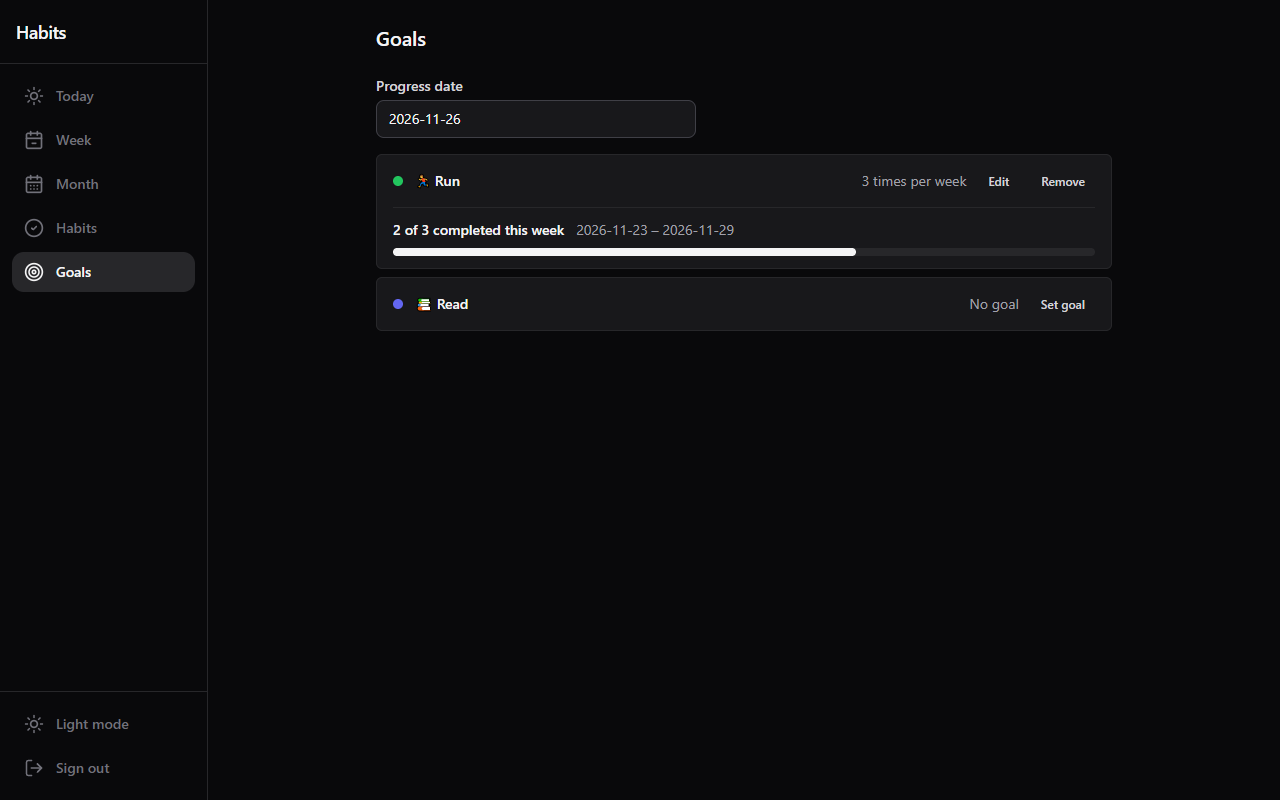 Habits
Today
Week
Month
Habits
Goals
Light mode
Sign out
Goals
Progress date
2026-11-26
Run 3 times per week Edit Remove
2 of 3 completed this week 2026-11-23 – 2026-11-29
Read No goal Set goal